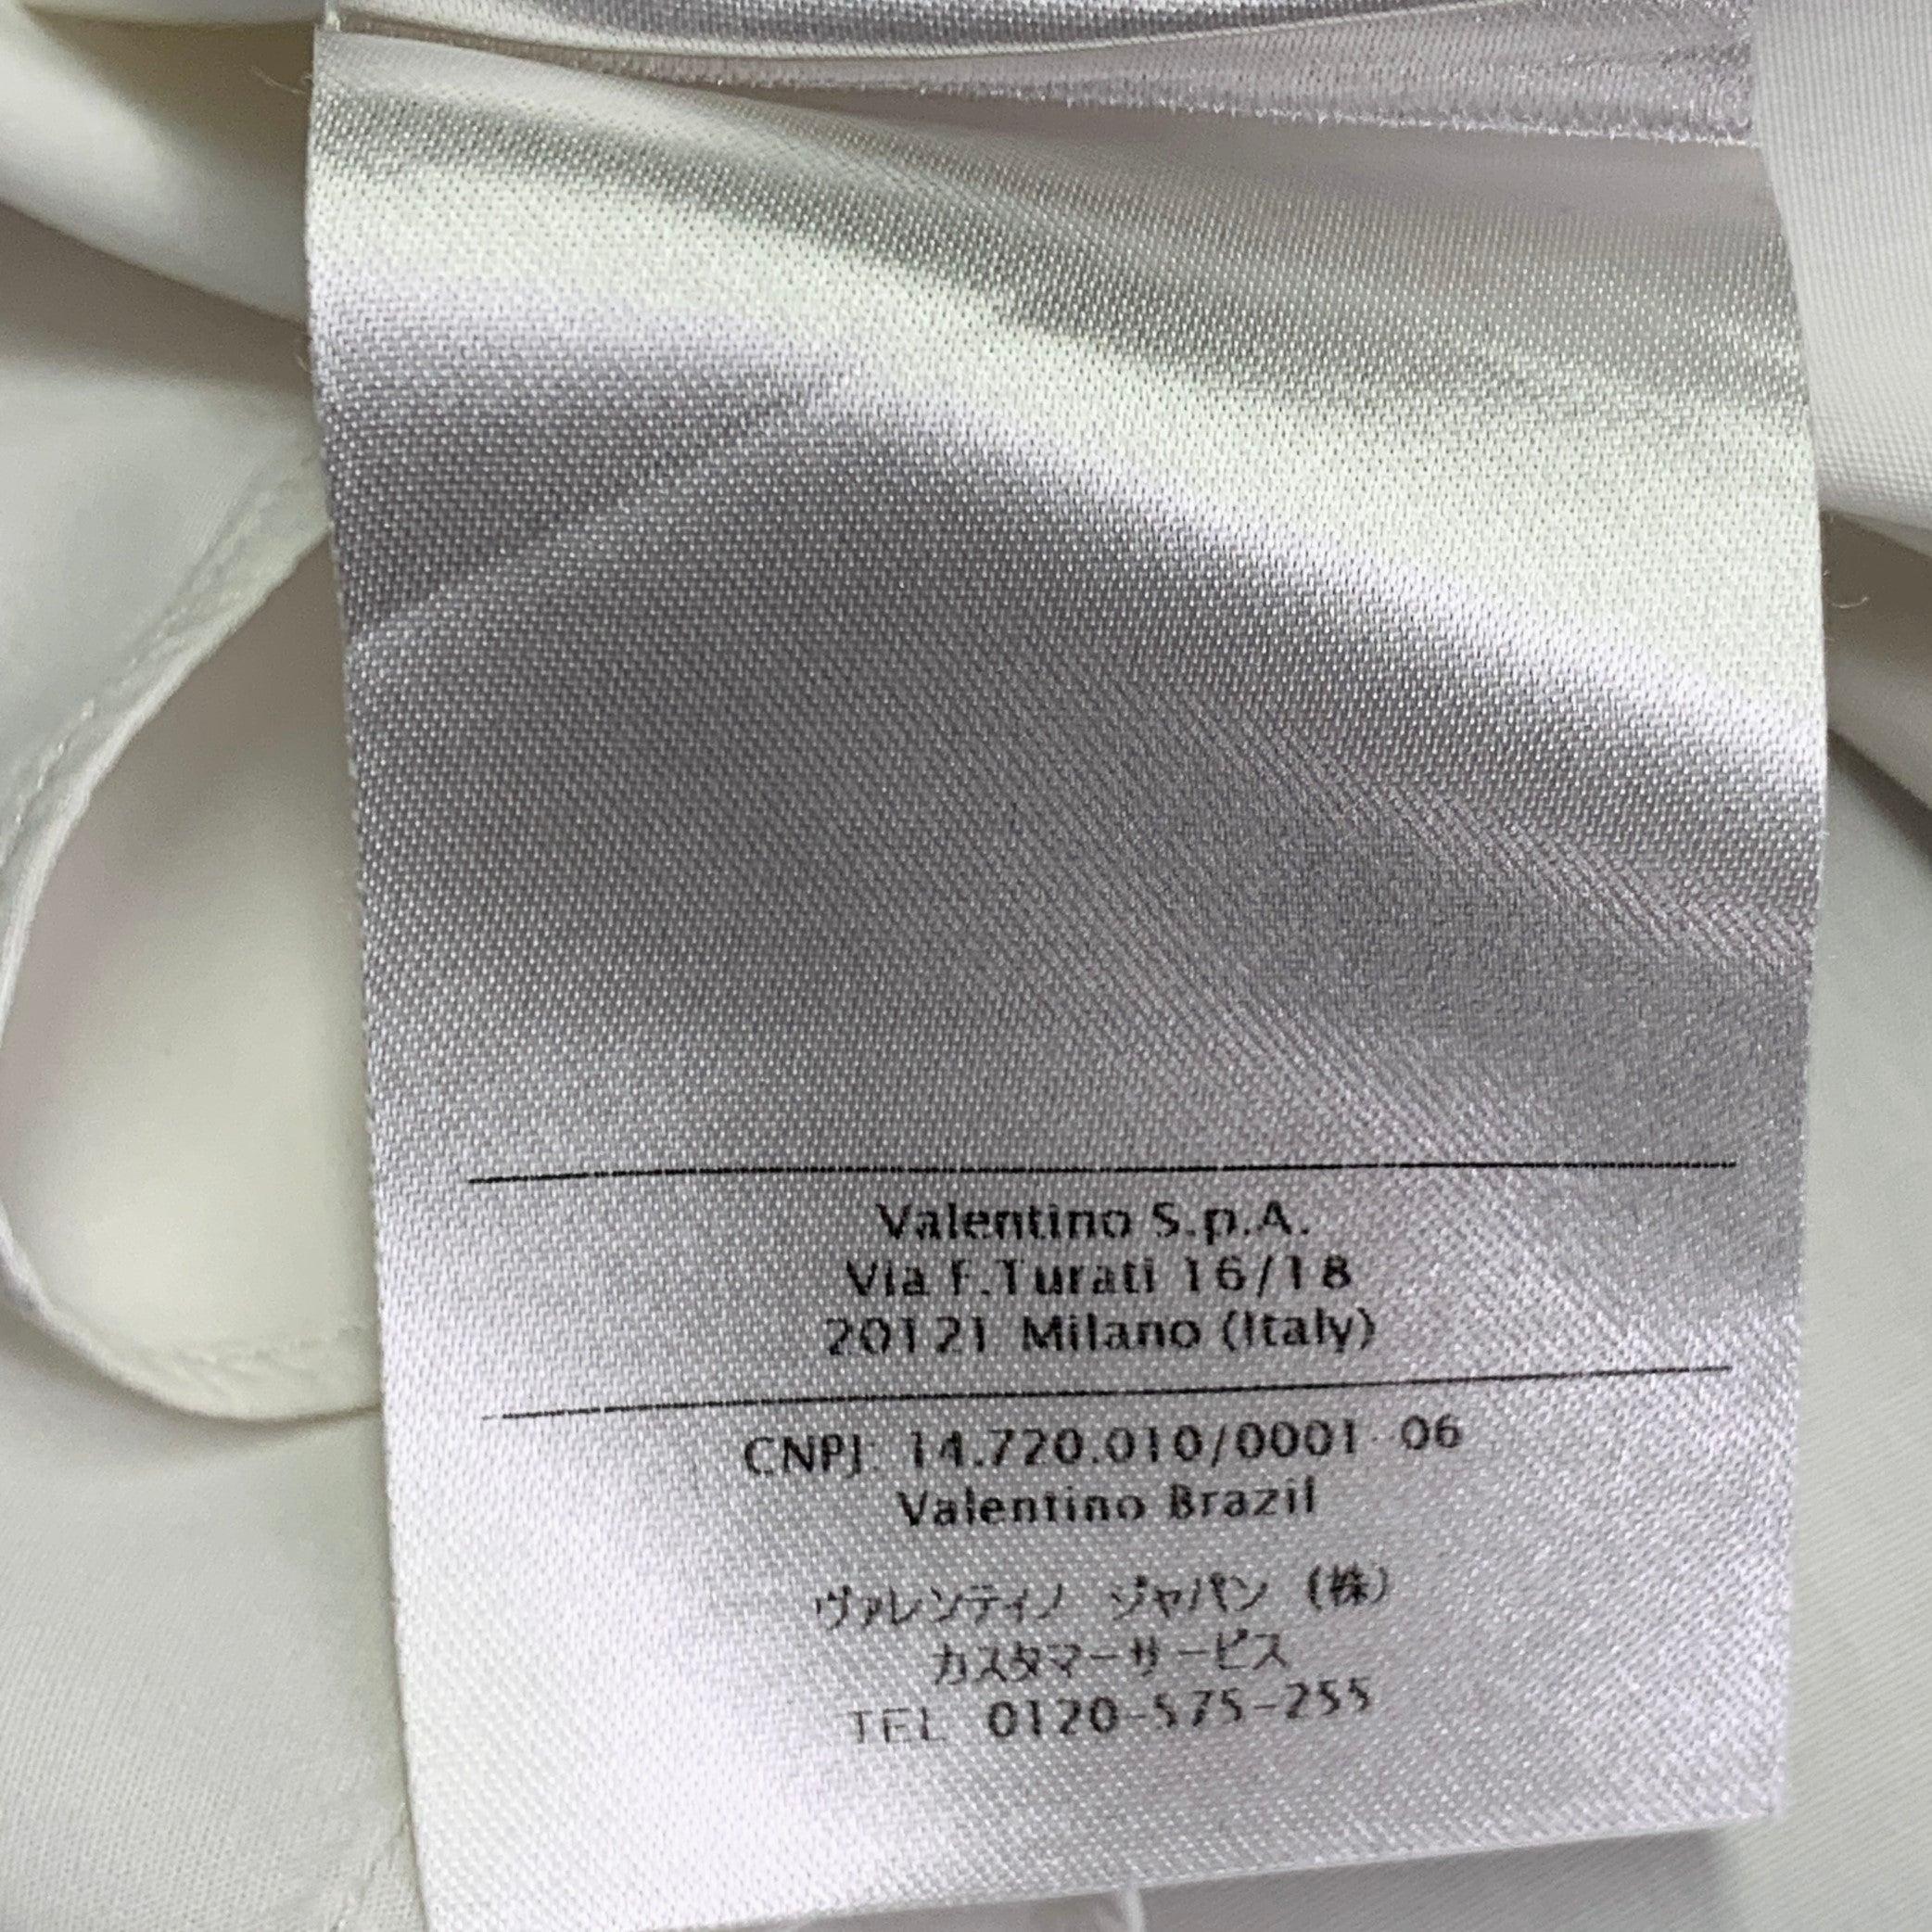 Valentino S.p.A.
Via F.Turati 16/18
20121 Milano (Italy)
CNPJ: 14.720.010/0001-06
Valentino Brazil
ヴァレンティノ ジャパン (株)
カスタマーサービス
TEL 0120-575-255